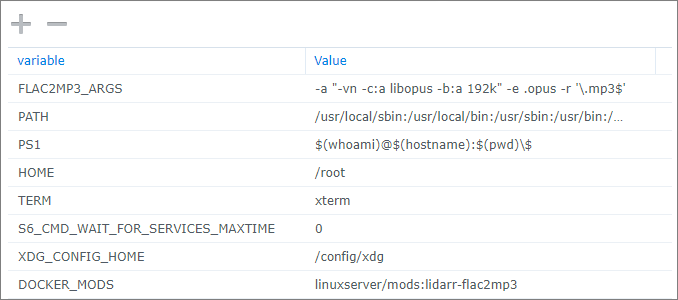 variable Value
FLAC2MP3_ARGS -a "-vn -c:a libopus -b:a 192k" -e .opus -r '\.mp3$'
PATH /usr/local/sbin:/usr/local/bin:/usr/sbin:/usr/bin:/...
PS1 $(whoami)@$(hostname):$(pwd)\$
HOME /root
TERM xterm
S6_CMD_WAIT_FOR_SERVICES_MAXTIME 0
XDG_CONFIG_HOME /config/xdg
DOCKER_MODS linuxserver/mods:lidarr-flac2mp3